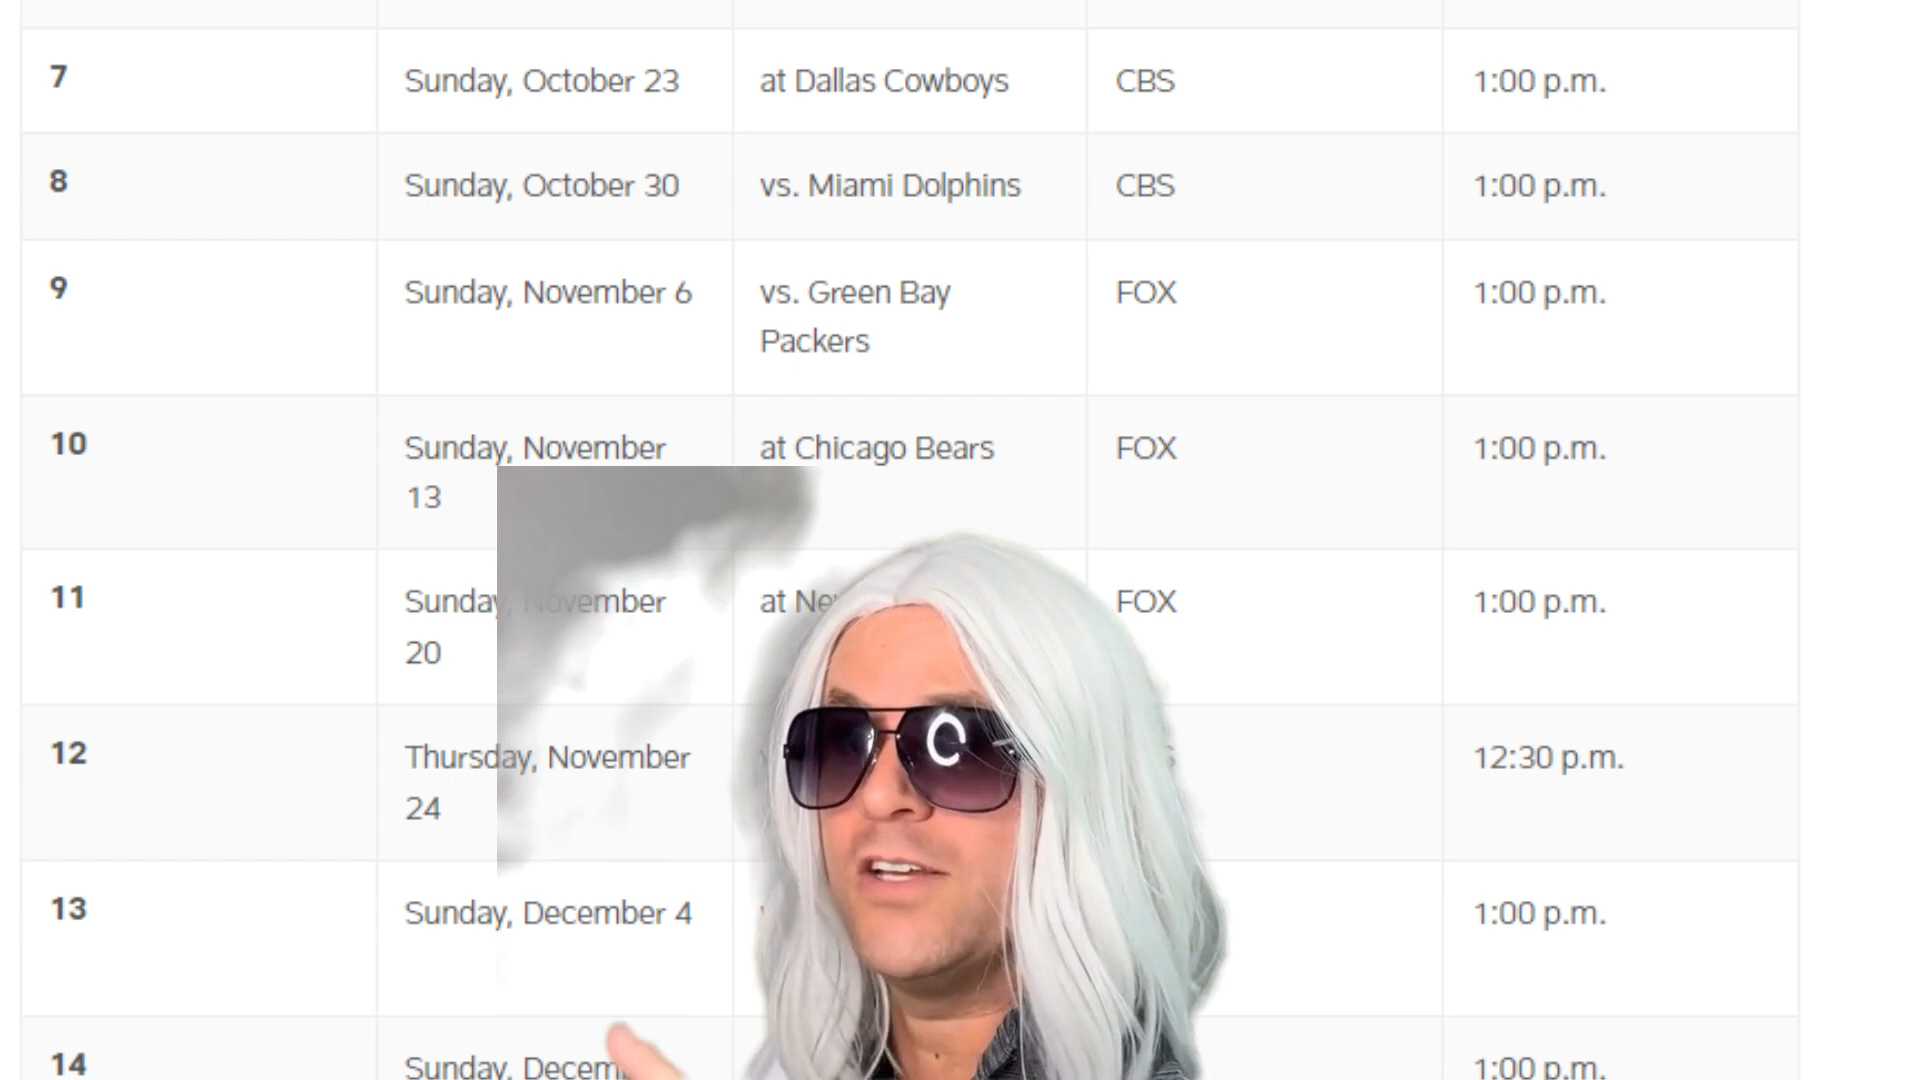 7 Sunday, October 23 at Dallas Cowboys CBS 1:00 p.m.
8 Sunday, October 30 vs. Miami Dolphins CBS 1:00 p.m.
9 Sunday, November 6 vs. Green Bay FOX 1:00 p.m.
Packers
10 Sunday, November at Chicago Bears FOX 1:00 p.m.
13
11 Sunday, November at FOX 1:00 p.m.
20
12 Thursday, November 12:30 p.m.
24
13 Sunday, December 4 1:00 p.m.
14 Sunday, 1:00 p.m.